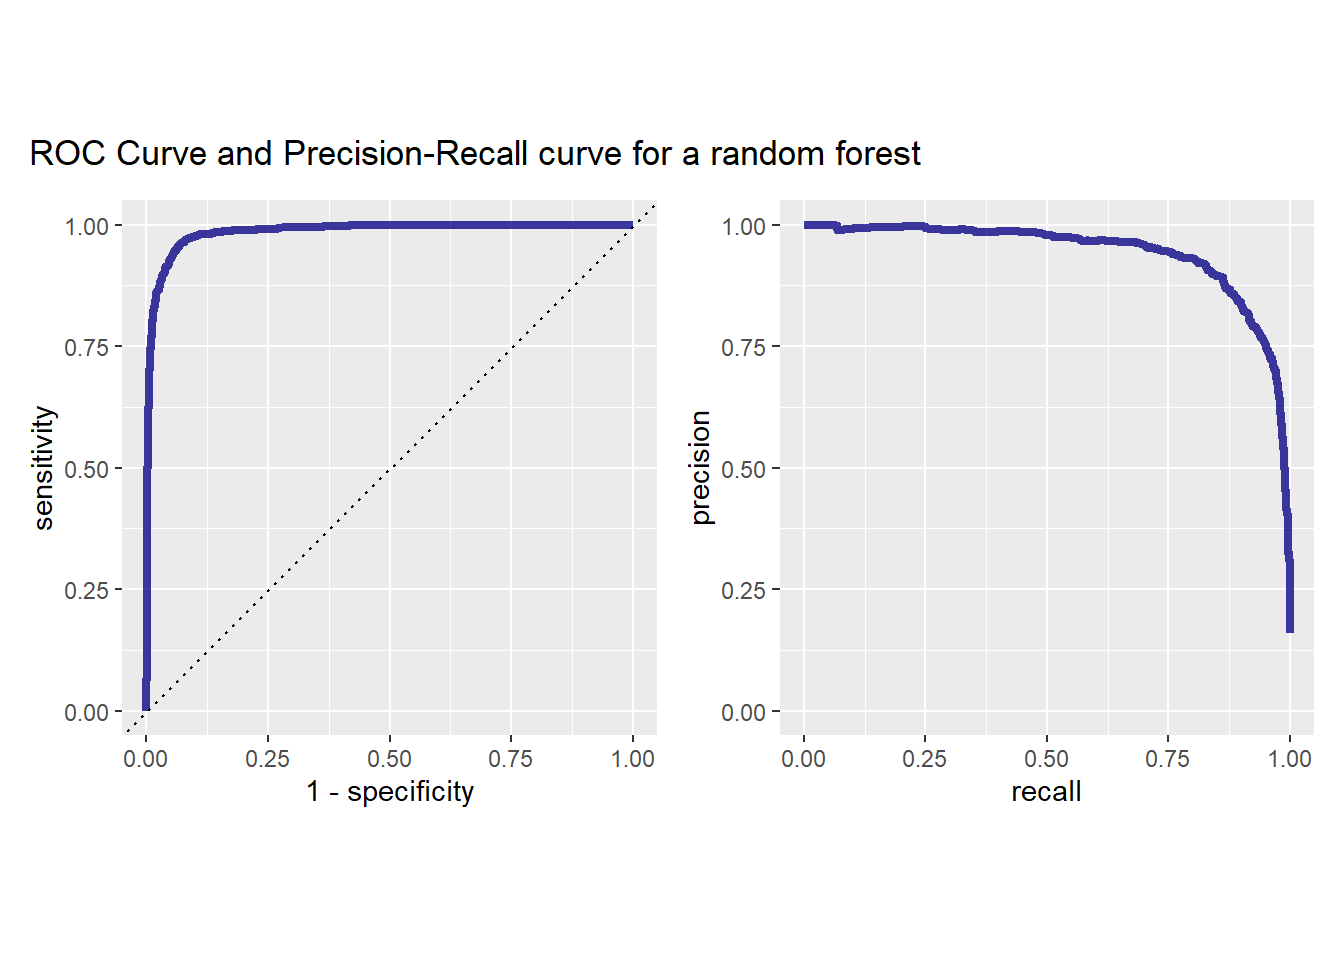 ROC Curve and Precision-Recall curve for a random forest
1.00
0.75
0.50
0.25
0.00
sensitivity
0.00 0.25 0.50 0.75 1.00
1 - specificity
1.00
0.75
0.50
0.25
0.00
precision
0.00 0.25 0.50 0.75 1.00
recall